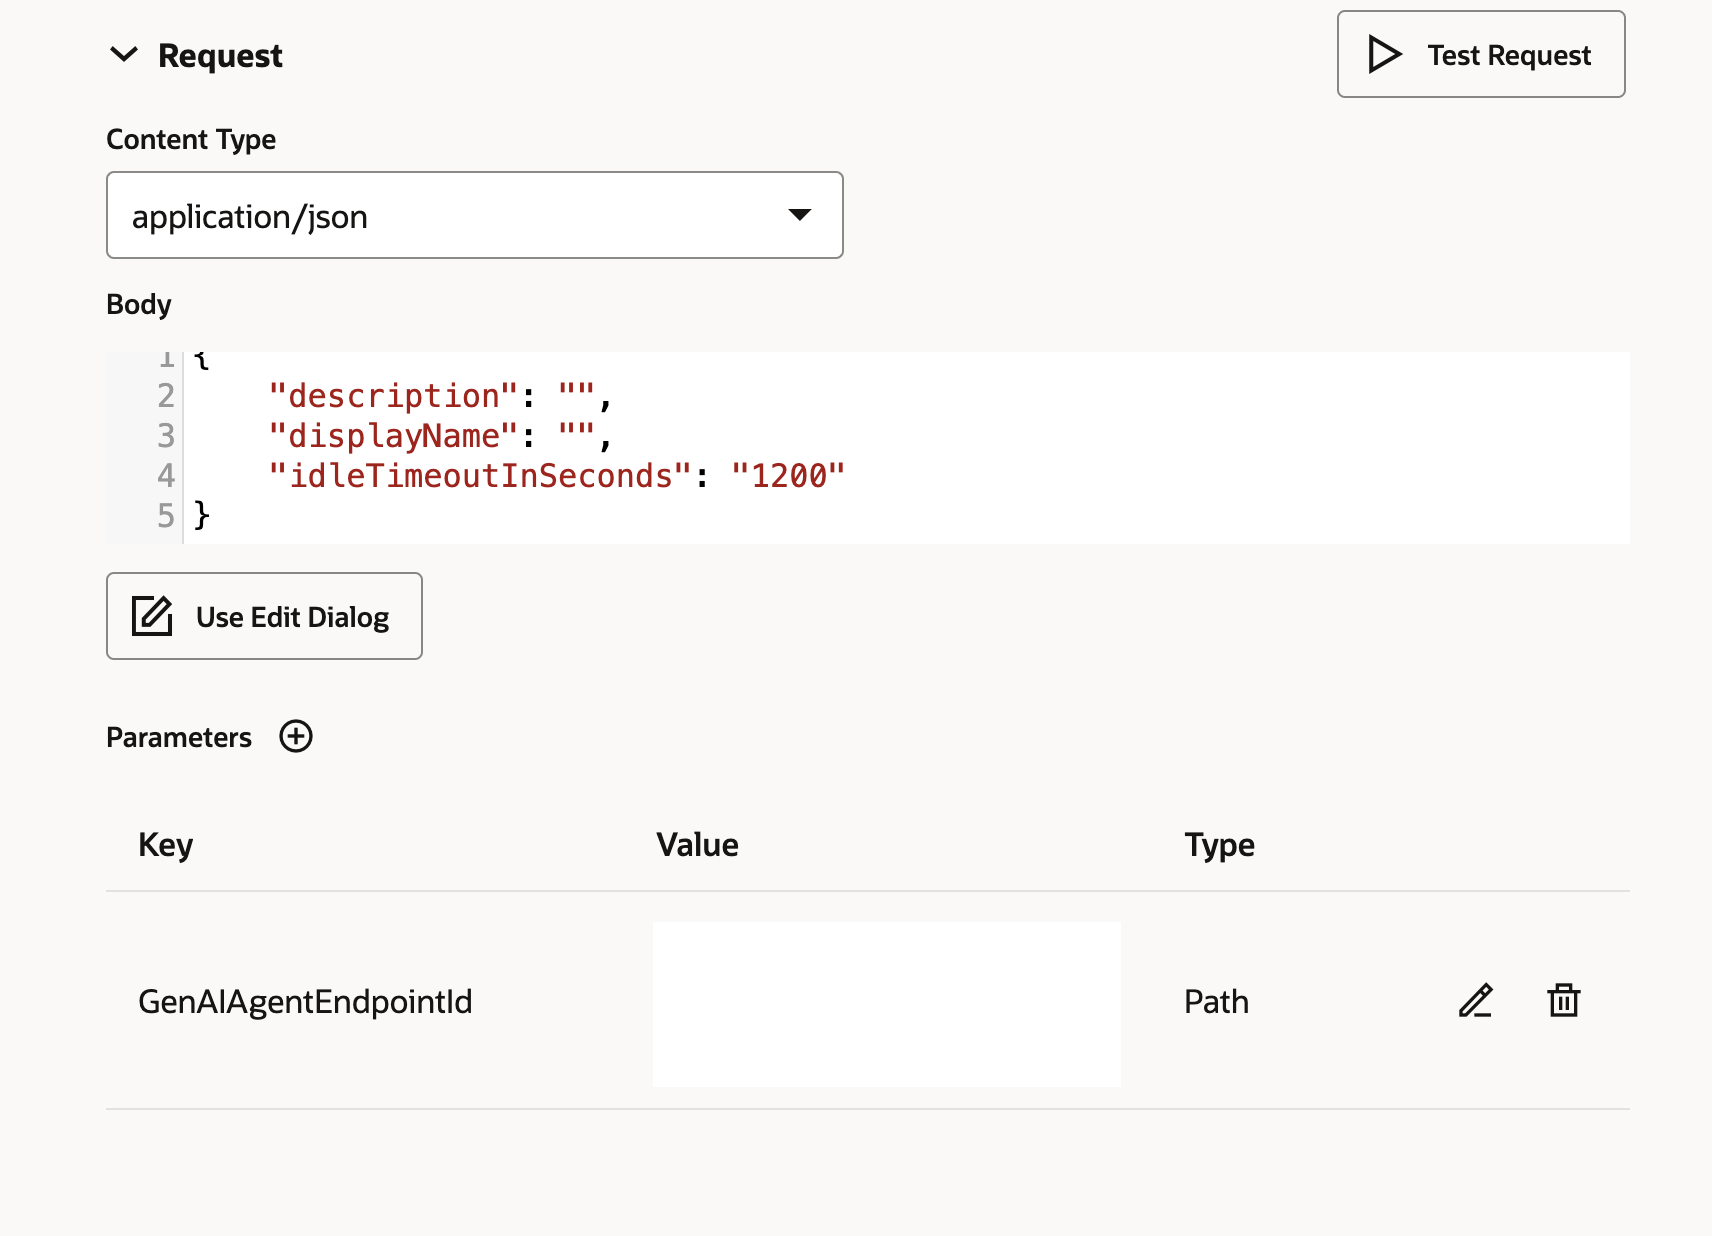 Request
Test Request
Content Type
application/json
Body
1 {
2 "description": "",
3 "displayName": "",
4 "idleTimeoutInSeconds": "1200"
5 }
Use Edit Dialog
Parameters
Key Value Type
GenAIAgentEndpointId Path